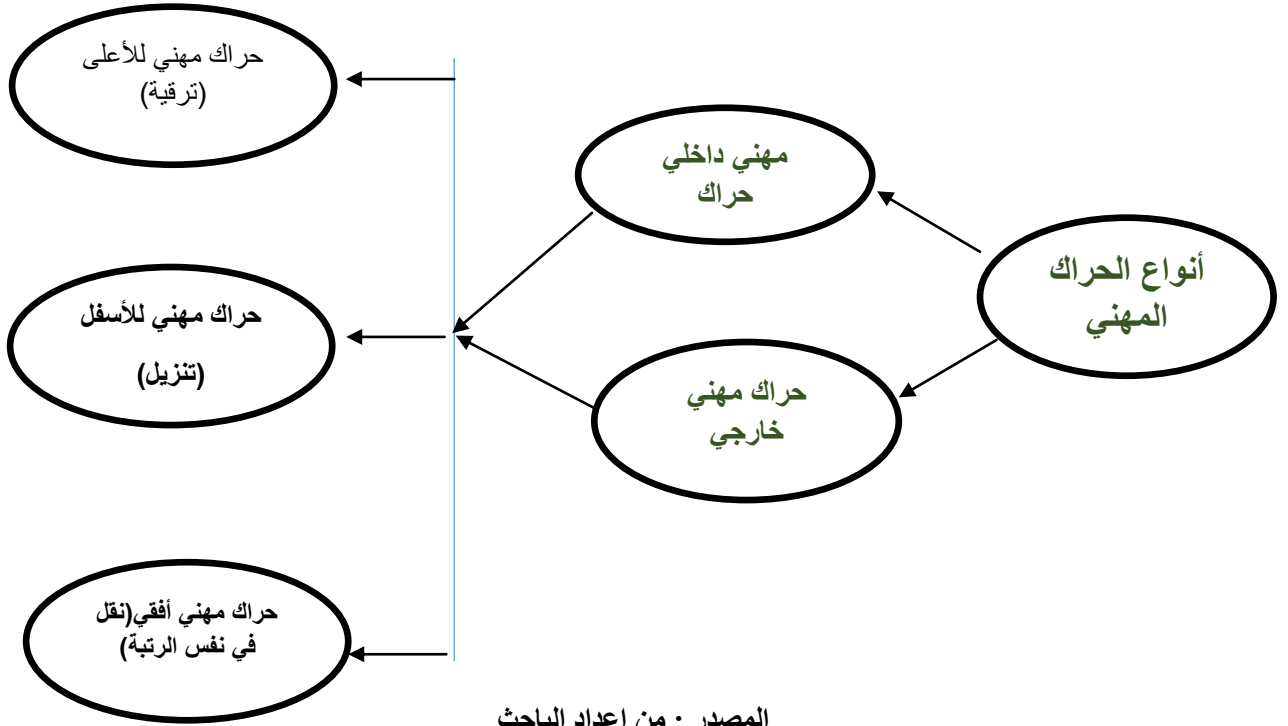 أنواع الحراك
المهني
مهني داخلي
حراك
حراك مهني
خارجي
حراك مهني للأعلى
(ترقية)
حراك مهني للأسفل
(تنزيل)
حراك مهني أفقي(نقل
في نفس الرتبة)
المصدر : من إعداد الباحث